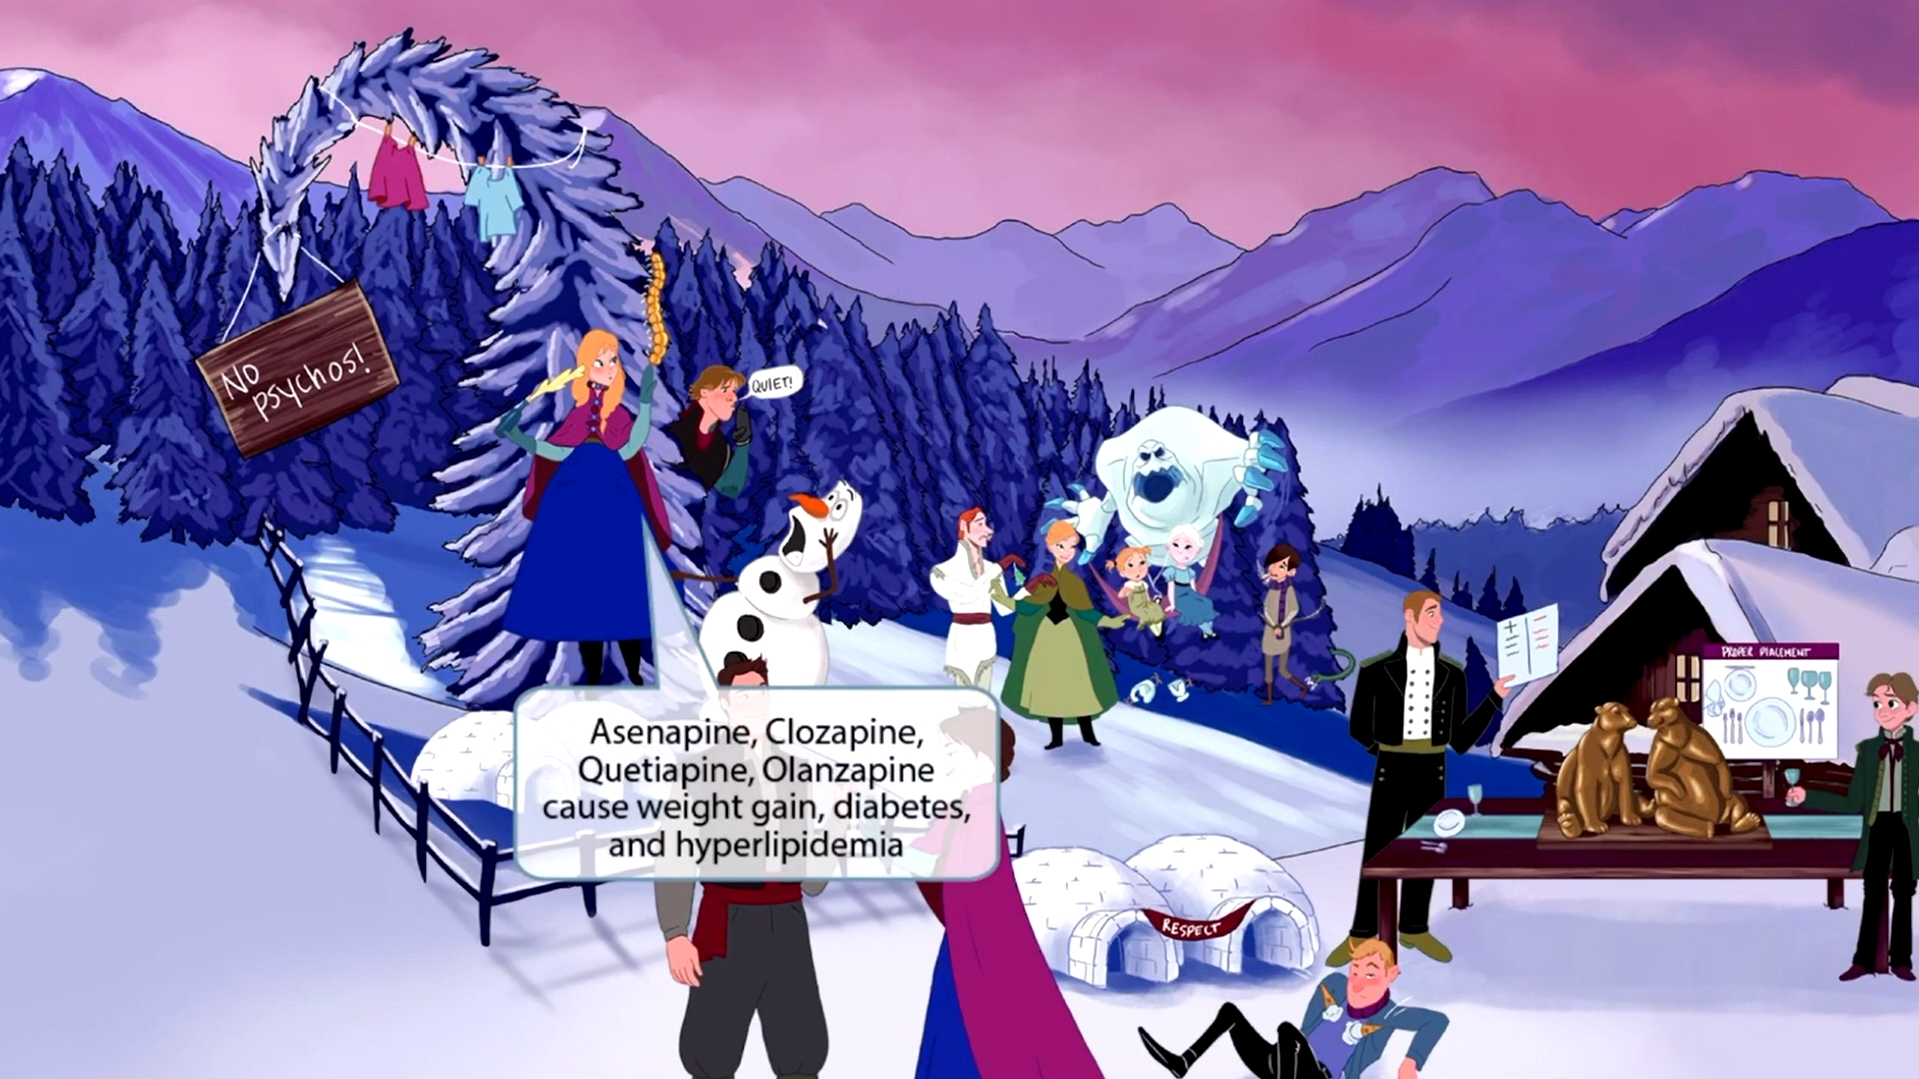 NO
psychos!
QUIET!
PROPER PLACEMENT
Asenapine, Clozapine,
Quetiapine, Olanzapine
cause weight gain, diabetes,
and hyperlipidemia
RESPECT